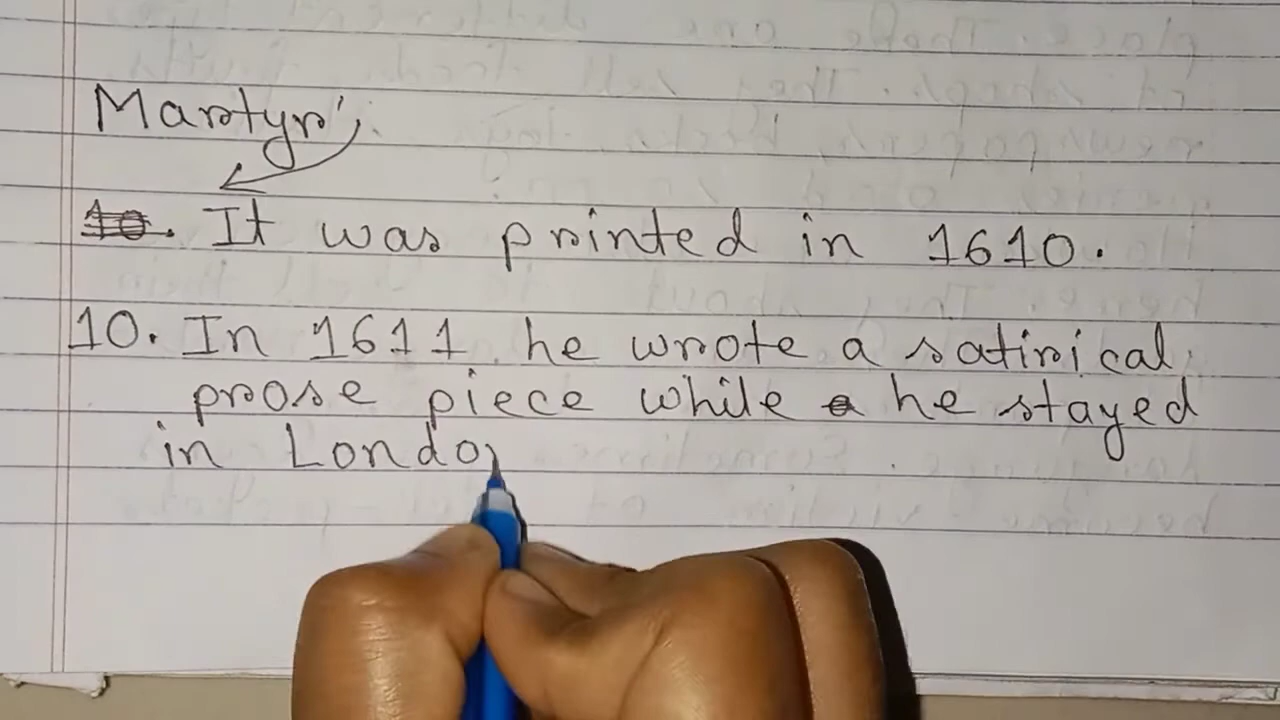 Martyr';
10. It was printed in 1610.
10. In 1611 he wrote a satirical
prose piece while he stayed
in London